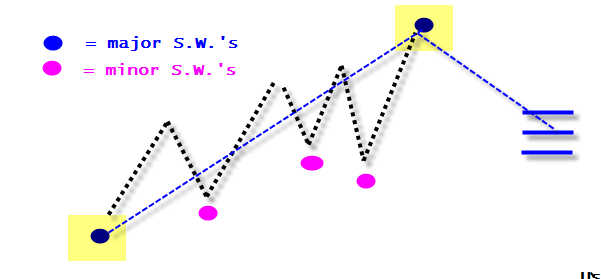 = major S.W.'s
= minor S.W.'s